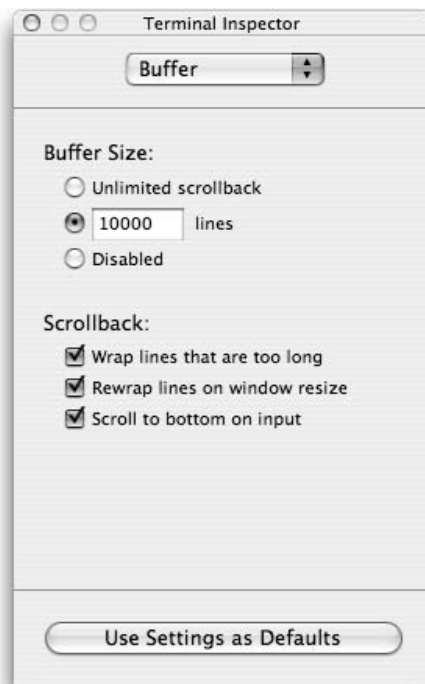 Terminal Inspector
Buffer
Buffer Size:
Unlimited scrollback
10000 lines
Disabled
Scrollback:
Wrap lines that are too long
Rewrap lines on window resize
Scroll to bottom on input
Use Settings as Defaults